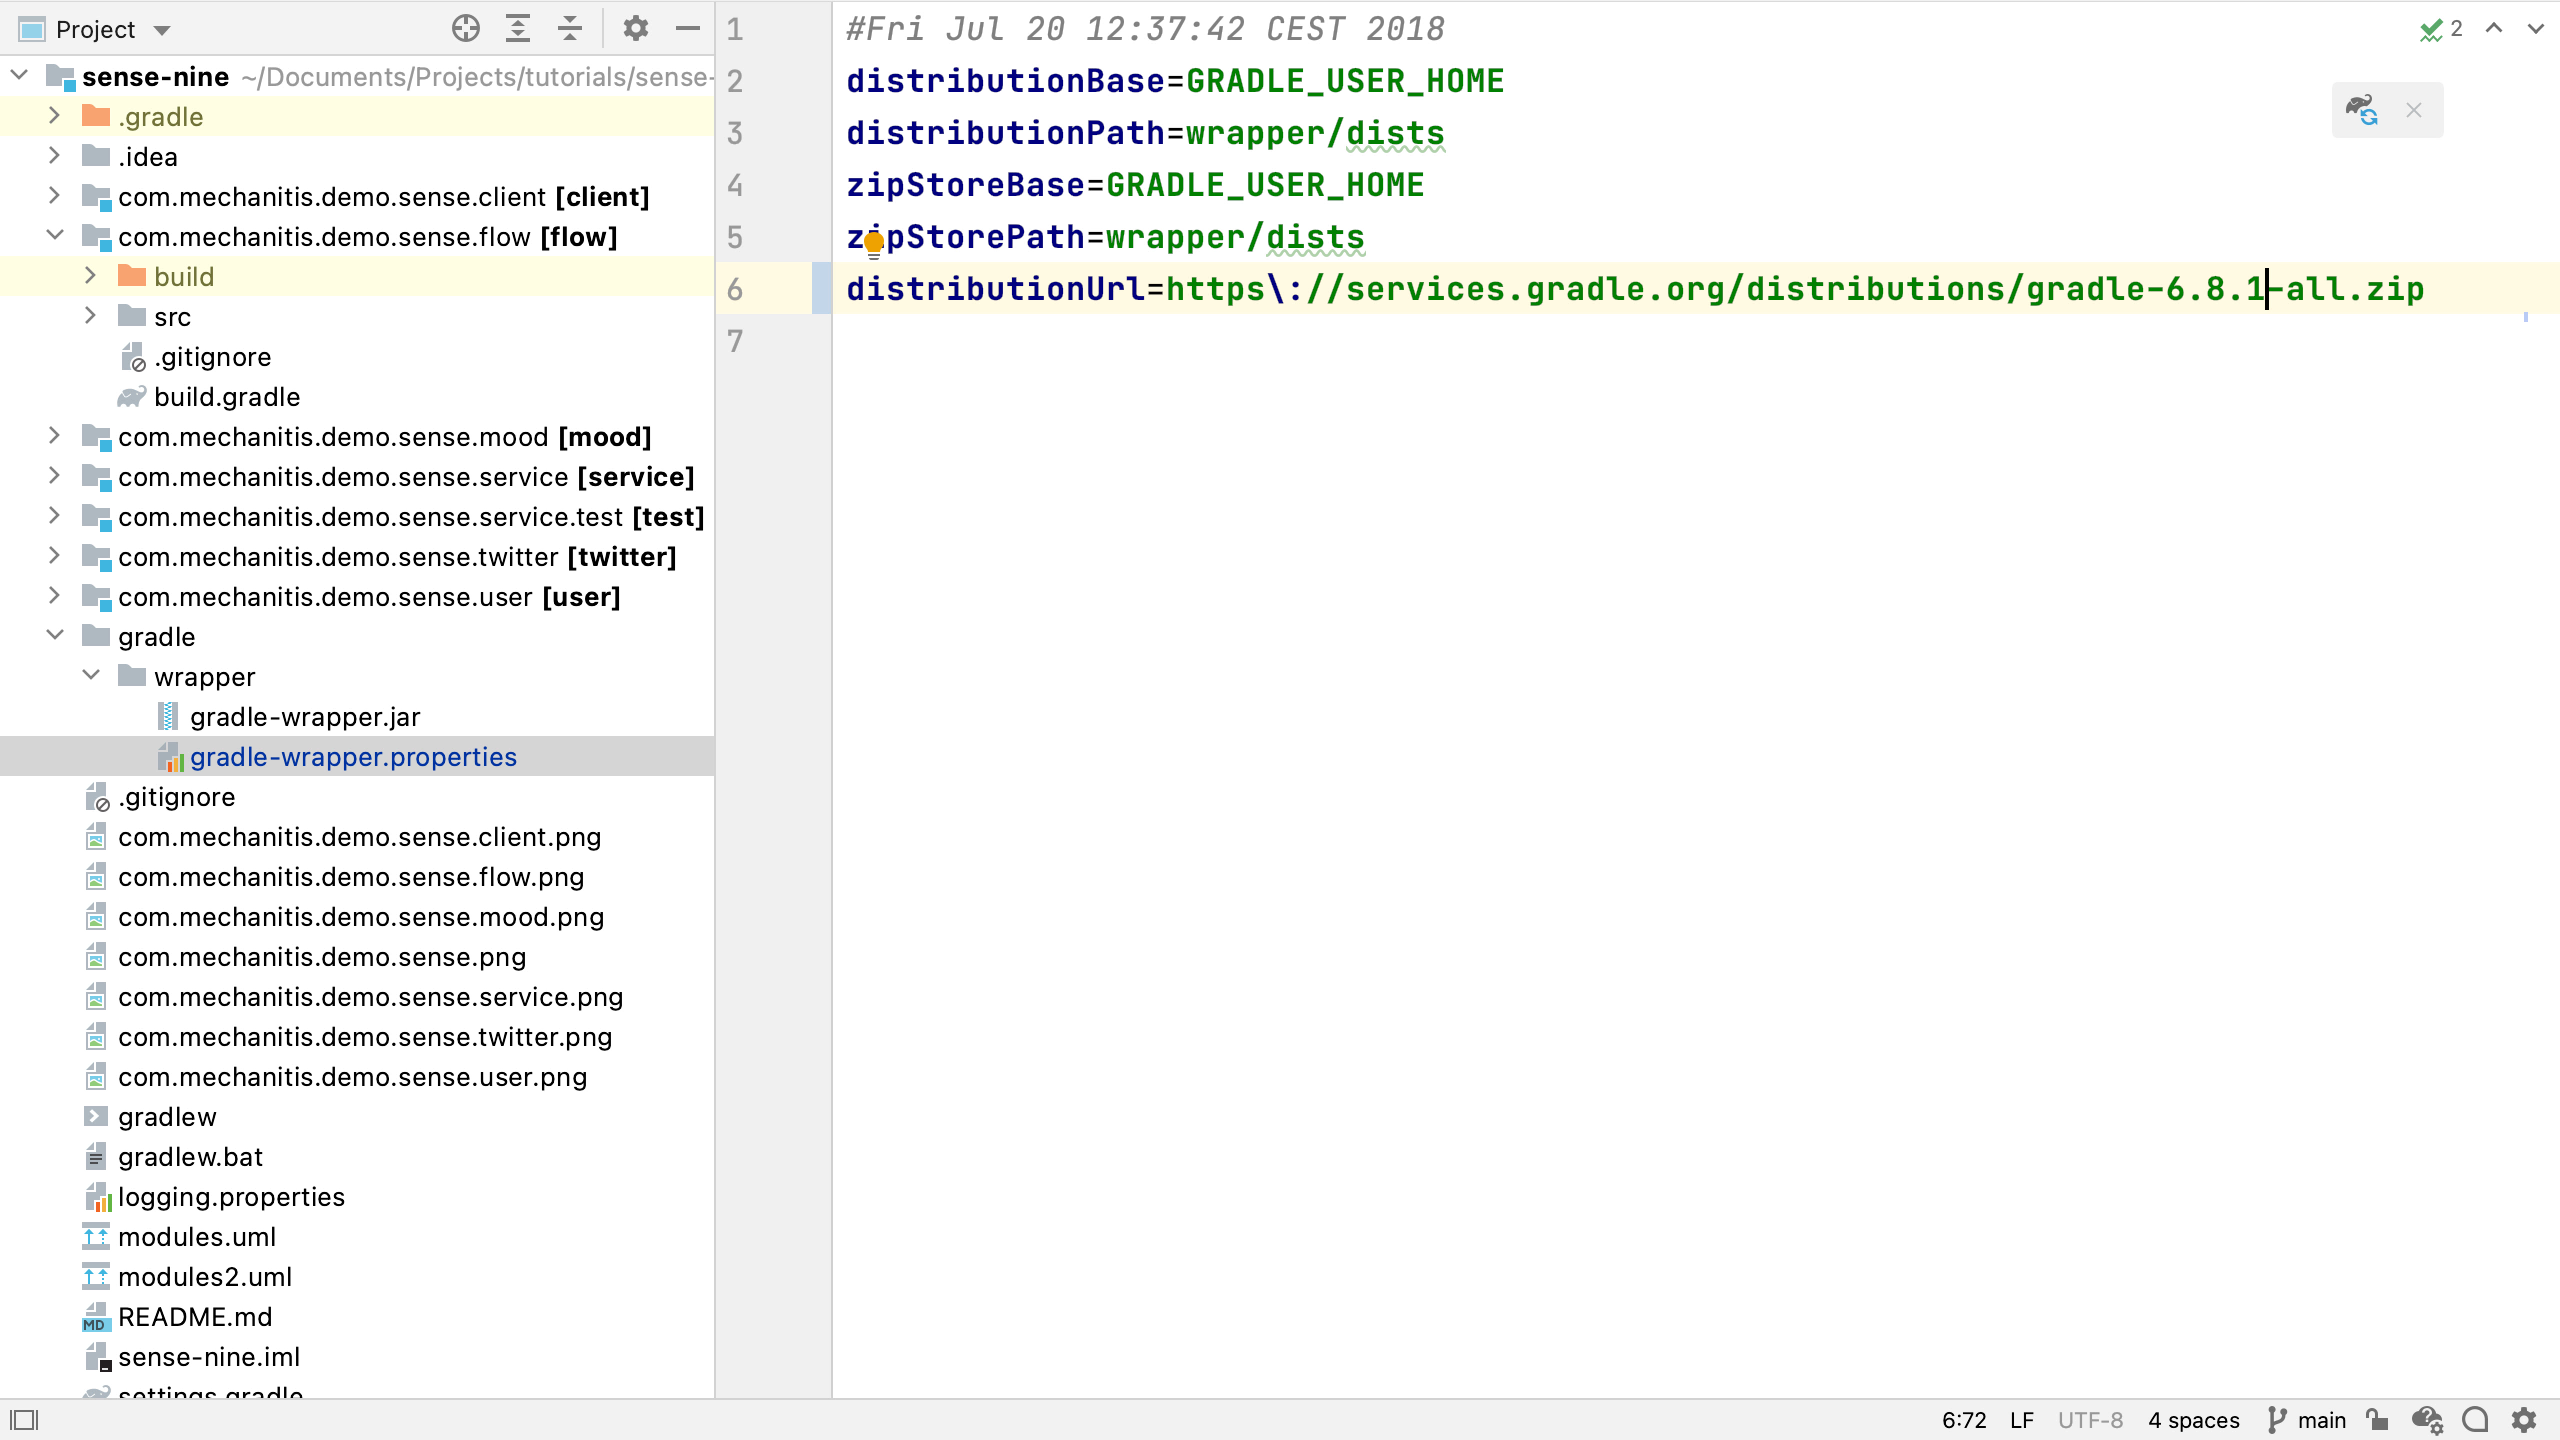 Project
sense-nine ~/Documents/Projects/tutorials/sense-
.gradle
.idea
com.mechanitis.demo.sense.client [client]
com.mechanitis.demo.sense.flow [flow]
build
src
.gitignore
build.gradle
com.mechanitis.demo.sense.mood [mood]
com.mechanitis.demo.sense.service [service]
com.mechanitis.demo.sense.service.test [test]
com.mechanitis.demo.sense.twitter [twitter]
com.mechanitis.demo.sense.user [user]
gradle
wrapper
gradle-wrapper.jar
gradle-wrapper.properties
.gitignore
com.mechanitis.demo.sense.client.png
com.mechanitis.demo.sense.flow.png
com.mechanitis.demo.sense.mood.png
com.mechanitis.demo.sense.png
com.mechanitis.demo.sense.service.png
com.mechanitis.demo.sense.twitter.png
com.mechanitis.demo.sense.user.png
gradlew
gradlew.bat
logging.properties
modules.uml
modules2.uml
MD README.md
sense-nine.iml
settings.gradle
1 #Fri Jul 20 12:37:42 CEST 2018
2 distributionBase=GRADLE_USER_HOME
3 distributionPath=wrapper/dists
4 zipStoreBase=GRADLE_USER_HOME
5 zipStorePath=wrapper/dists
6 distributionUrl=https\://services.gradle.org/distributions/gradle-6.8.1-all.zip
7
2
6:72 LF UTF-8 4 spaces main